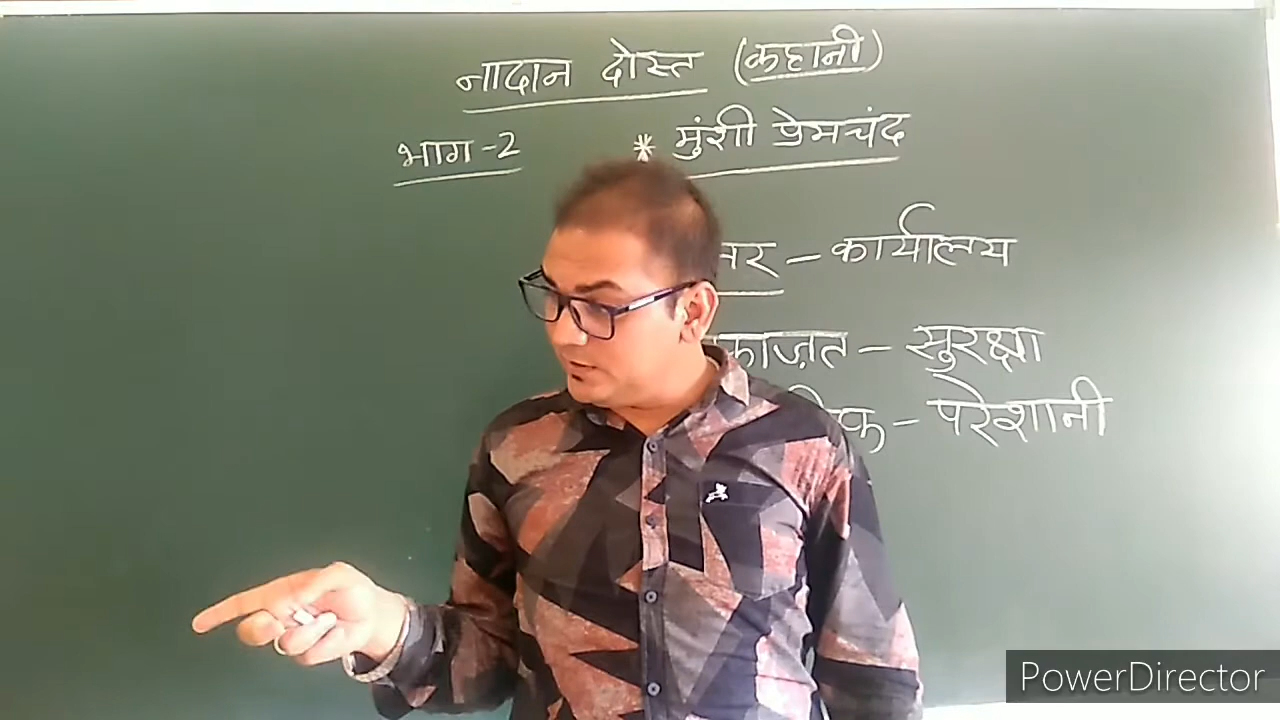 नादान दोस्त (कहानी)
भाग-2 * मुंशी प्रेमचंद
– कार्यालय
– सुरक्षा
– परेशानी
PowerDirector